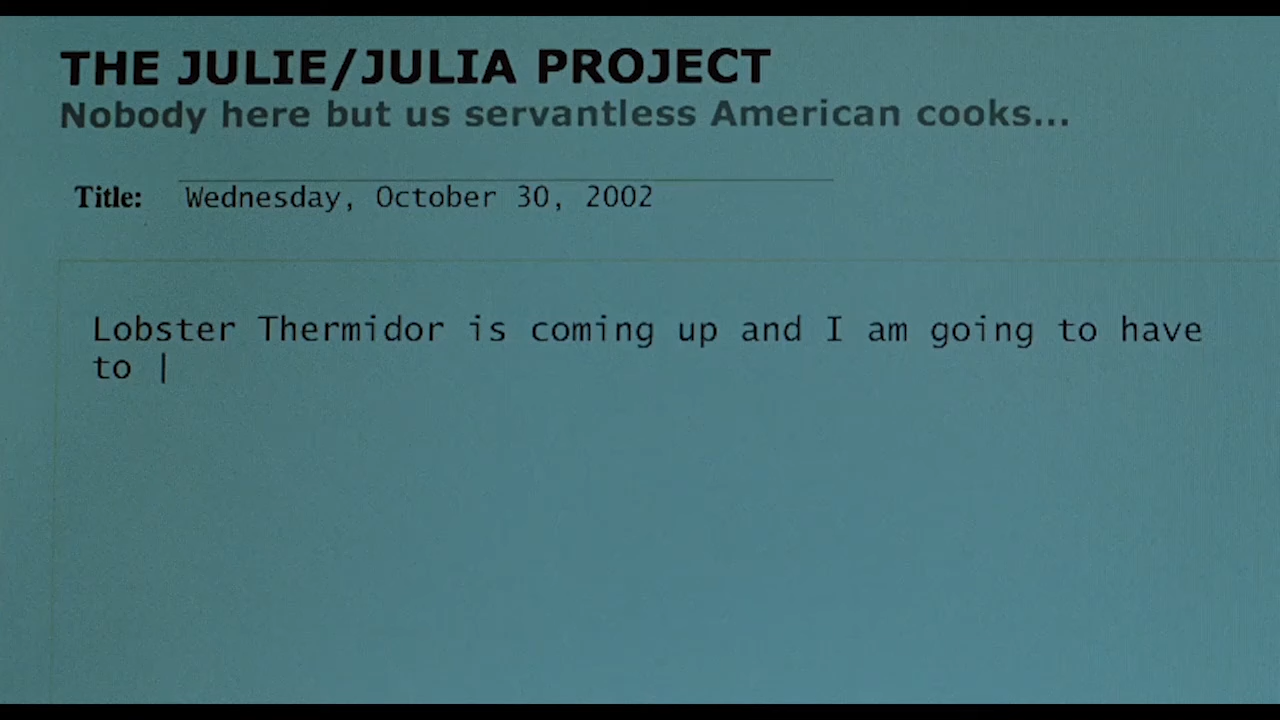 THE JULIE/JULIA PROJECT
Nobody here but us servantless American cooks...
Title: Wednesday, October 30, 2002
Lobster Thermidor is coming up and I am going to have
to